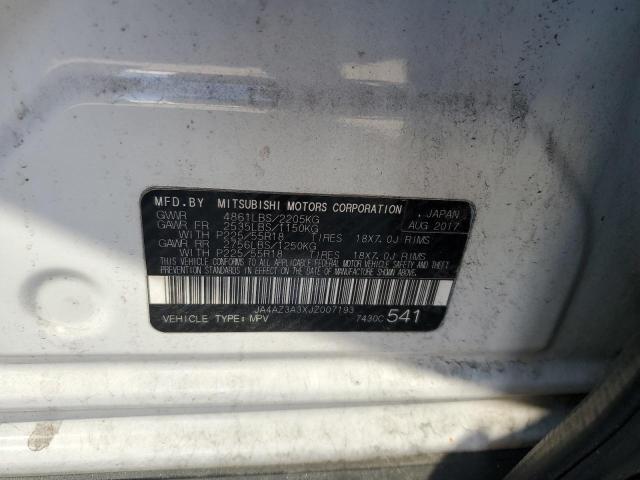 MFD.BY MITSUBISHI MOTORS CORPORATION , JAPAN
GVWR 4861LBS/2205KG AUG 2017
GAWR FR 2535LBS/1150KG
WITH P225/55R18 TIRES 18X7.0J RIMS
GAWR RR 2756LBS/1250KG
WITH P225/55R18 TIRES 18X7.0J RIMS
THIS VEHICLE CONFORMS TO ALL APPLICABLE FEDERAL MOTOR VEHICLE SAFETY AND THEFT
PREVENTION STANDARDS IN EFFECT ON THE DATE OF MANUFACTURE SHOWN ABOVE.
JA4AZ3A3XJZ007193
VEHICLE TYPE: MPV 7430C 541